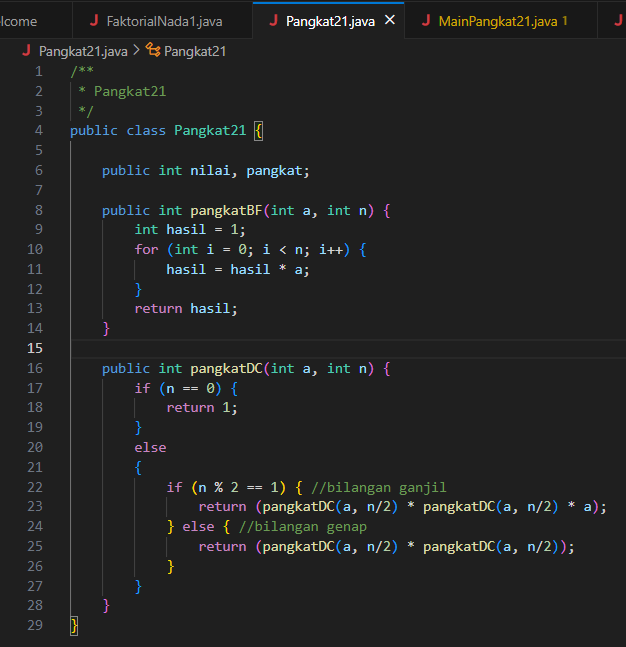 lcome J FaktorialNada1.java J Pangkat21.java × J MainPangkat21.java 1 J
J Pangkat21.java > Pangkat21
1 /**
2  * Pangkat21
3  */
4 public class Pangkat21 {
5
6     public int nilai, pangkat;
7
8     public int pangkatBF(int a, int n) {
9         int hasil = 1;
10         for (int i = 0; i < n; i++) {
11             hasil = hasil * a;
12         }
13         return hasil;
14     }
15
16     public int pangkatDC(int a, int n) {
17         if (n == 0) {
18             return 1;
19         }
20         else
21         {
22             if (n % 2 == 1) { //bilangan ganjil
23                 return (pangkatDC(a, n/2) * pangkatDC(a, n/2) * a);
24             } else { //bilangan genap
25                 return (pangkatDC(a, n/2) * pangkatDC(a, n/2));
26             }
27         }
28     }
29 }